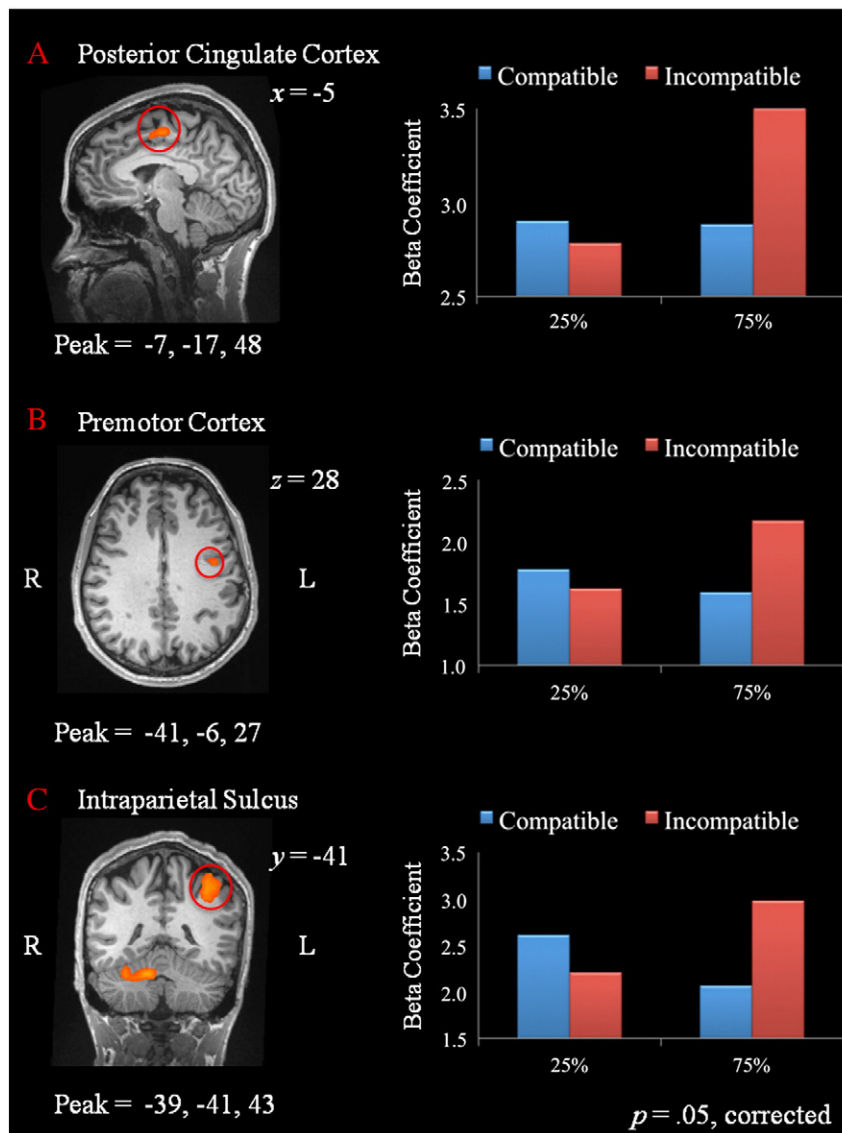 A Posterior Cingulate Cortex
x = -5
Peak = -7, -17, 48
Compatible Incompatible
Beta Coefficient
3.5
3.0
2.5
25% 75%
B Premotor Cortex
z = 28
R L
Peak = -41, -6, 27
Compatible Incompatible
Beta Coefficient
2.5
2.0
1.5
1.0
25% 75%
C Intraparietal Sulcus
y = -41
R L
Peak = -39, -41, 43
Compatible Incompatible
Beta Coefficient
3.5
3.0
2.5
2.0
1.5
25% 75%
p = .05, corrected